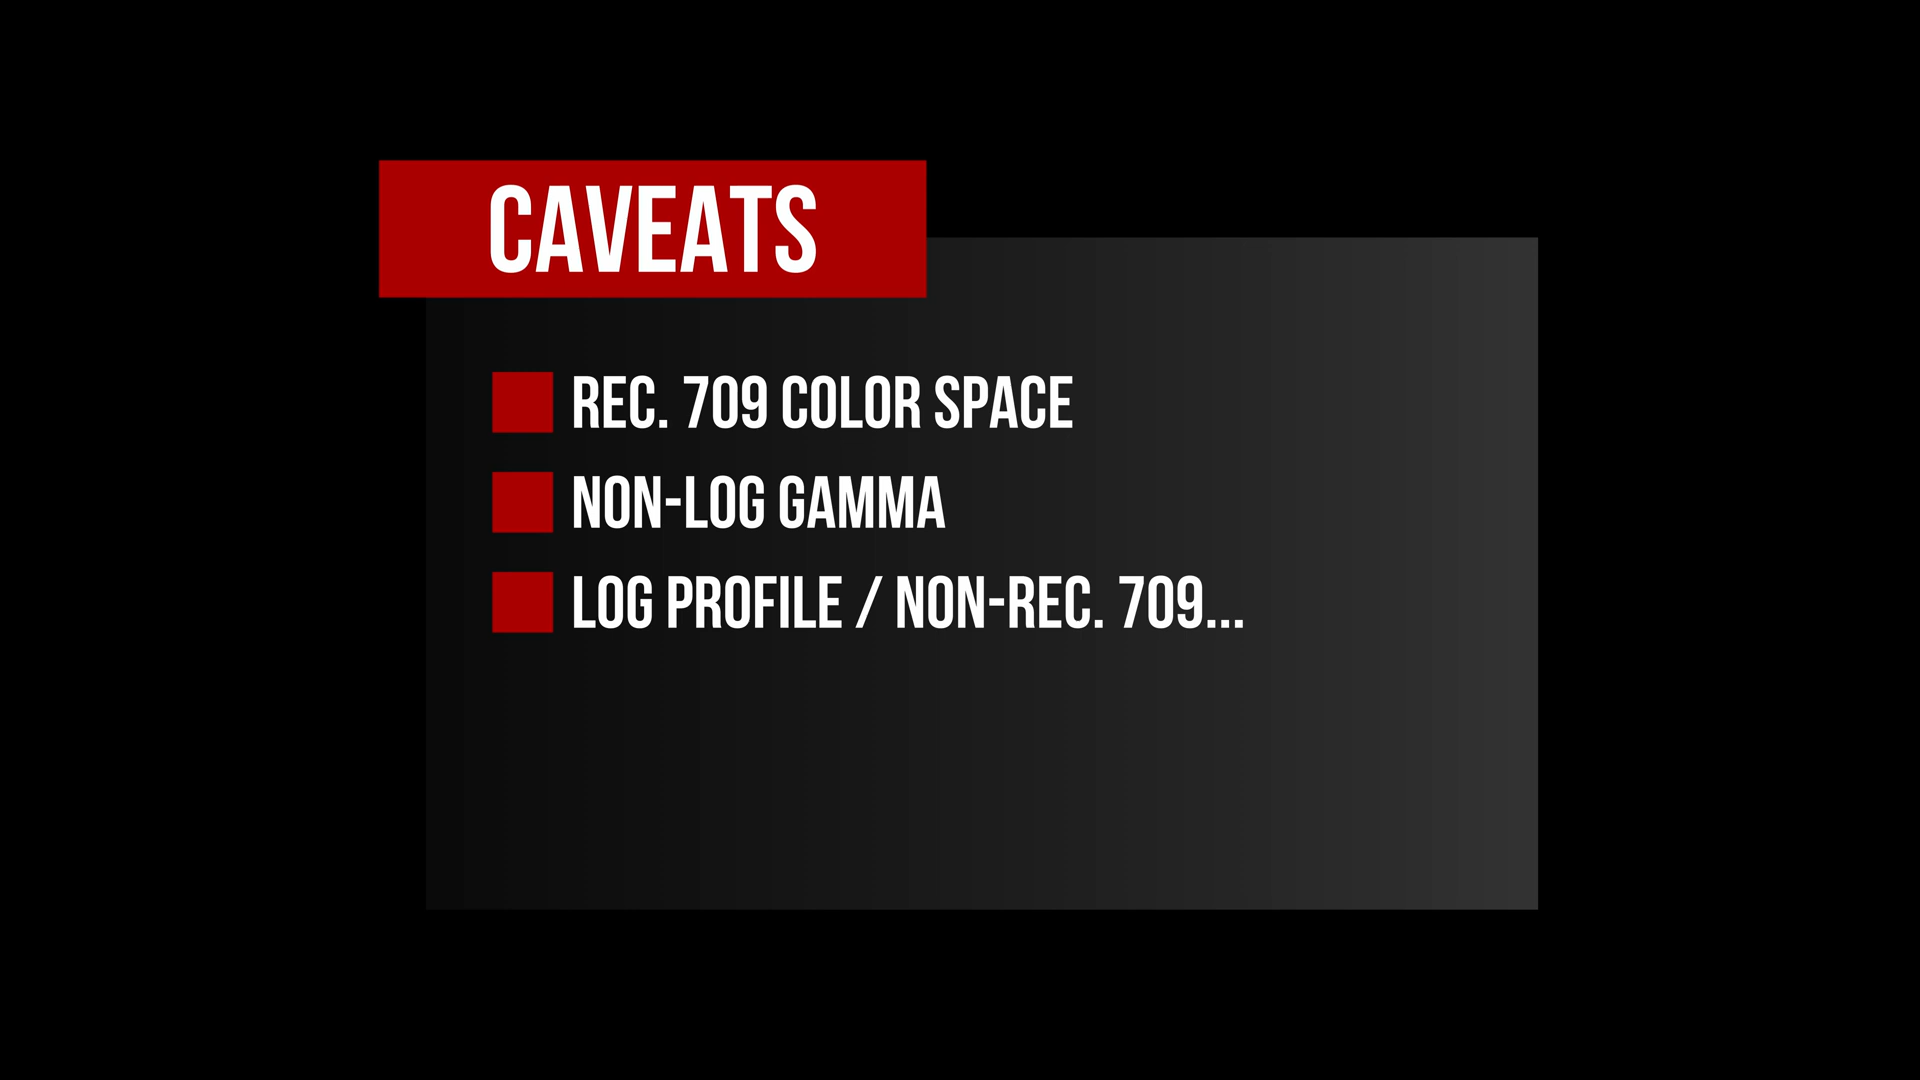 CAVEATS
REC. 709 COLOR SPACE
NON-LOG GAMMA
LOG PROFILE / NON-REC. 709...